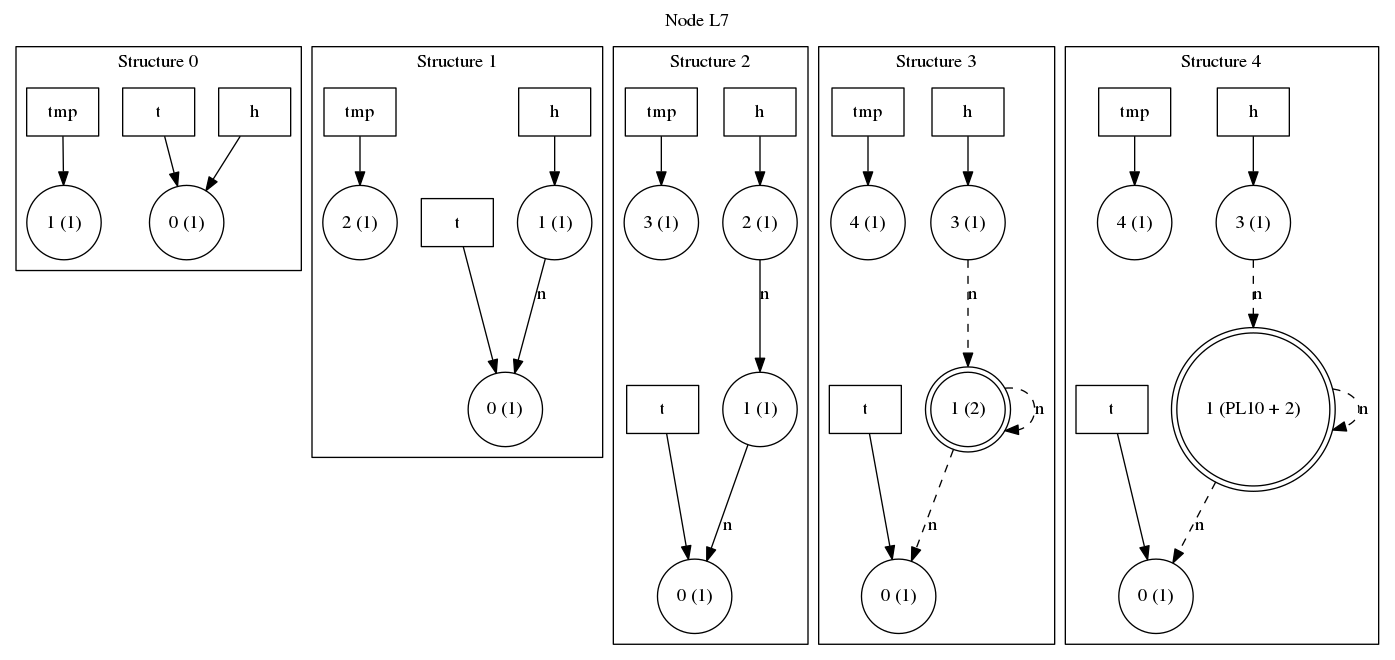 Node L7
Structure 0
tmp
t
h
1 (1)
0 (1)
Structure 1
tmp
h
2 (1)
t
1 (1)
n
0 (1)
Structure 2
tmp
h
3 (1)
2 (1)
n
t
1 (1)
n
0 (1)
Structure 3
tmp
h
4 (1)
3 (1)
n
t
1 (2)
n
n
0 (1)
Structure 4
tmp
h
4 (1)
3 (1)
n
t
1 (PL10 + 2)
n
n
0 (1)